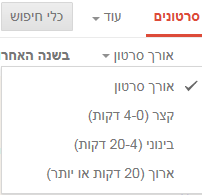 סרטונים עוד כלי חיפוש
אורך סרטון בשנה האחר
אורך סרטון
קצר (4-0 דקות)
בינוני (20-4 דקות)
ארוך (20 דקות או יותר)